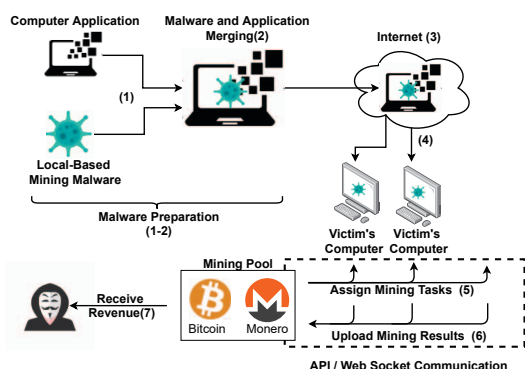 Computer Application
Malware and Application
Merging(2)
Internet (3)
(1)
(4)
Local-Based
Mining Malware
Malware Preparation
(1-2)
Victim's
Computer
Victim's
Computer
Mining Pool
Receive
Revenue(7)
Bitcoin
Monero
Assign Mining Tasks (5)
Upload Mining Results (6)
API / Web Socket Communication